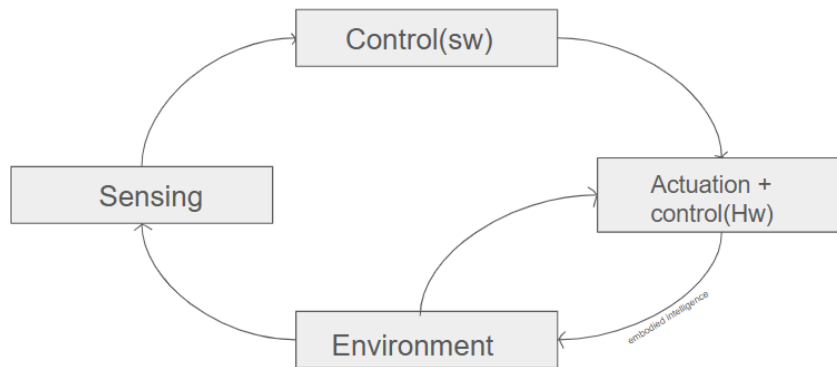 Control(sw)
Sensing
Actuation +
control(Hw)
embodied intelligence
Environment